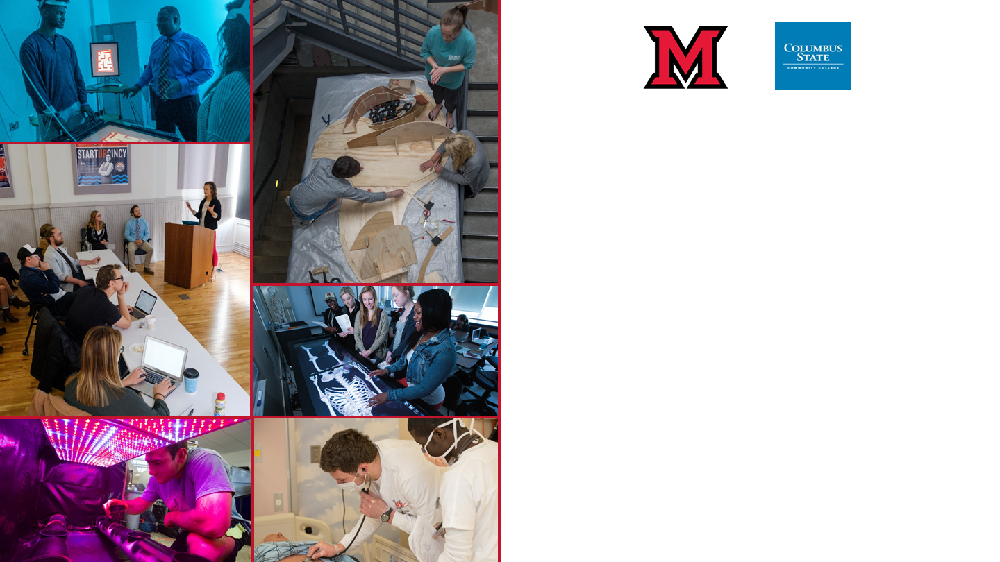 STARTUPCINCY
M
COLUMBUS
STATE
COMMUNITY COLLEGE